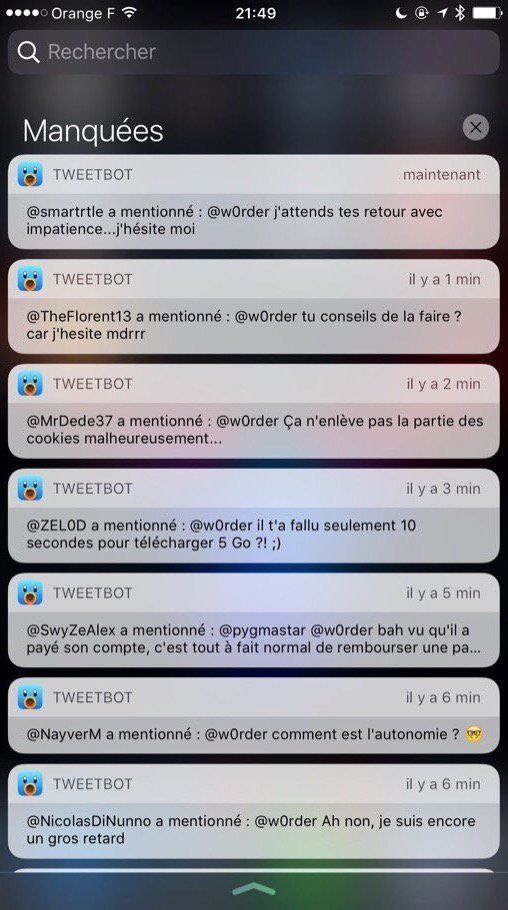 Orange F 21:49
Rechercher
Manquées
TWEETBOT maintenant
@smartrtle a mentionné : @w0rder j'attends tes retour avec
impatience...j'hésite moi
TWEETBOT il y a 1 min
@TheFlorent13 a mentionné : @w0rder tu conseils de la faire ?
car j'hesite mdrrr
TWEETBOT il y a 2 min
@MrDede37 a mentionné : @w0rder Ça n'enlève pas la partie des
cookies malheureusement...
TWEETBOT il y a 3 min
@ZEL0D a mentionné : @w0rder il t'a fallu seulement 10
secondes pour télécharger 5 Go ?! ;)
TWEETBOT il y a 5 min
@SwyZeAlex a mentionné : @pygmastar @w0rder bah vu qu'il a
payé son compte, c'est tout à fait normal de rembourser une pa...
TWEETBOT il y a 6 min
@NayverM a mentionné : @w0rder comment est l'autonomie ? 🤓
TWEETBOT il y a 6 min
@NicolasDiNunno a mentionné : @w0rder Ah non, je suis encore
un gros retard